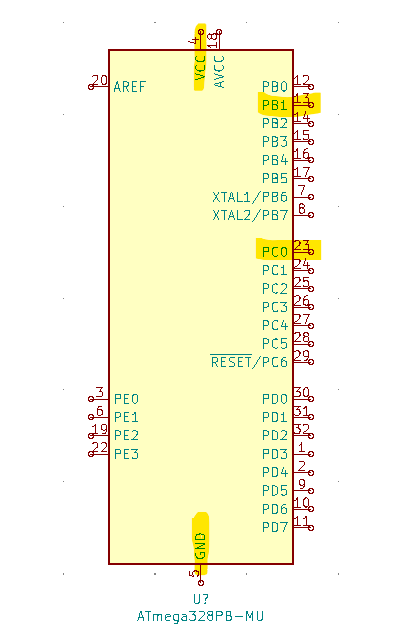 4 18
VCC AVCC
20 AREF PB0 12
PB1 13
PB2 14
PB3 15
PB4 16
PB5 17
XTAL1/PB6 7
XTAL2/PB7 8
PC0 23
PC1 24
PC2 25
PC3 26
PC4 27
PC5 28
RESET/PC6 29
3 PE0 PD0 30
6 PE1 PD1 31
19 PE2 PD2 32
22 PE3 PD3 1
PD4 2
PD5 9
PD6 10
PD7 11
GND
5
U?
ATmega328PB-MU